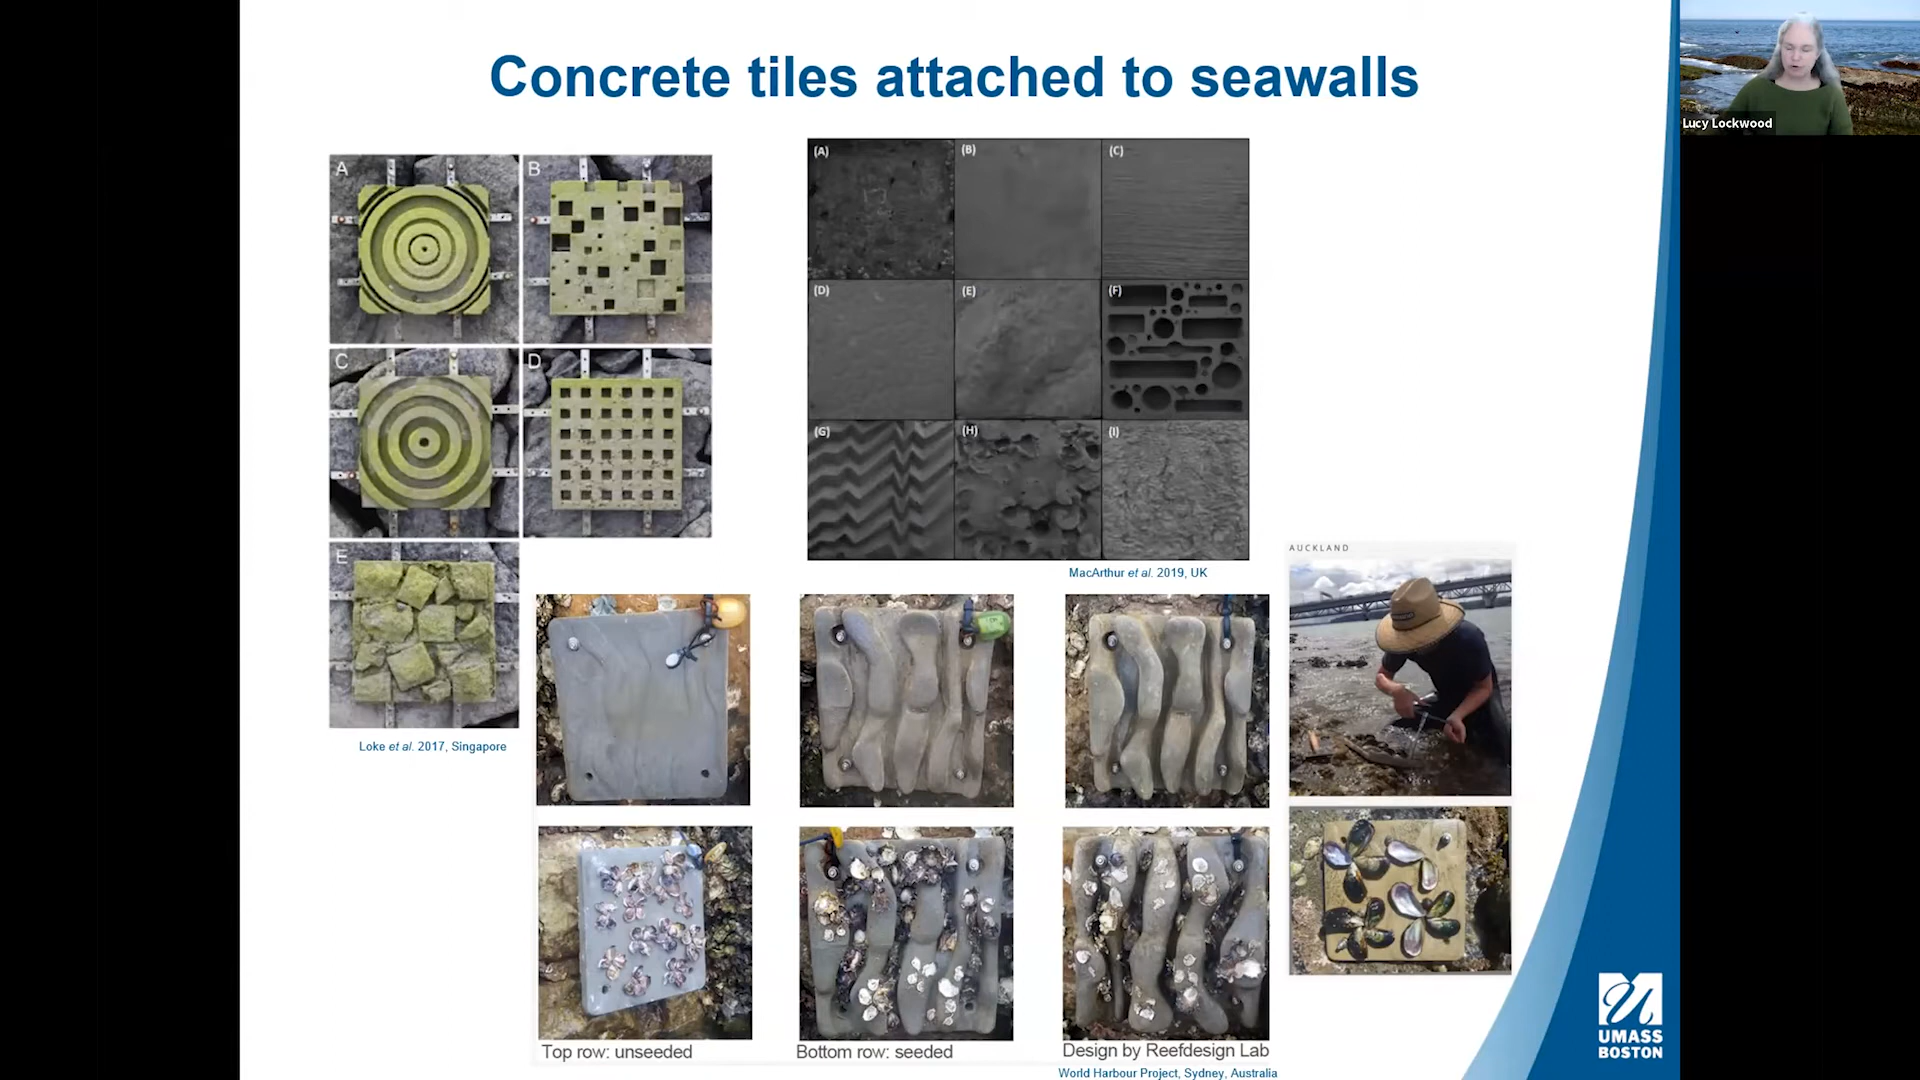 Concrete tiles attached to seawalls
Lucy Lockwood
A
B
C
D
E
Loke et al. 2017, Singapore
(A)
(B)
(C)
(D)
(E)
(F)
(G)
(H)
(I)
MacArthur et al. 2019, UK
AUCKLAND
Top row: unseeded
Bottom row: seeded
Design by Reefdesign Lab
World Harbour Project, Sydney, Australia
UMASS
BOSTON